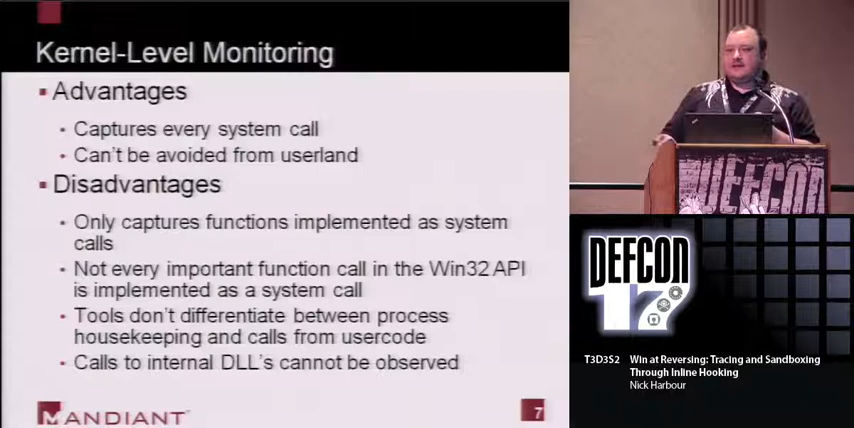 Kernel-Level Monitoring
Advantages
Captures every system call
Can't be avoided from userland
Disadvantages
Only captures functions implemented as system
calls
Not every important function call in the Win32 API
is implemented as a system call
Tools don't differentiate between process
housekeeping and calls from usercode
Calls to internal DLL's cannot be observed
MANDIANT
7
DEFCON
DEFCON
17
T3D3S2 Win at Reversing: Tracing and Sandboxing
Through Inline Hooking
Nick Harbour